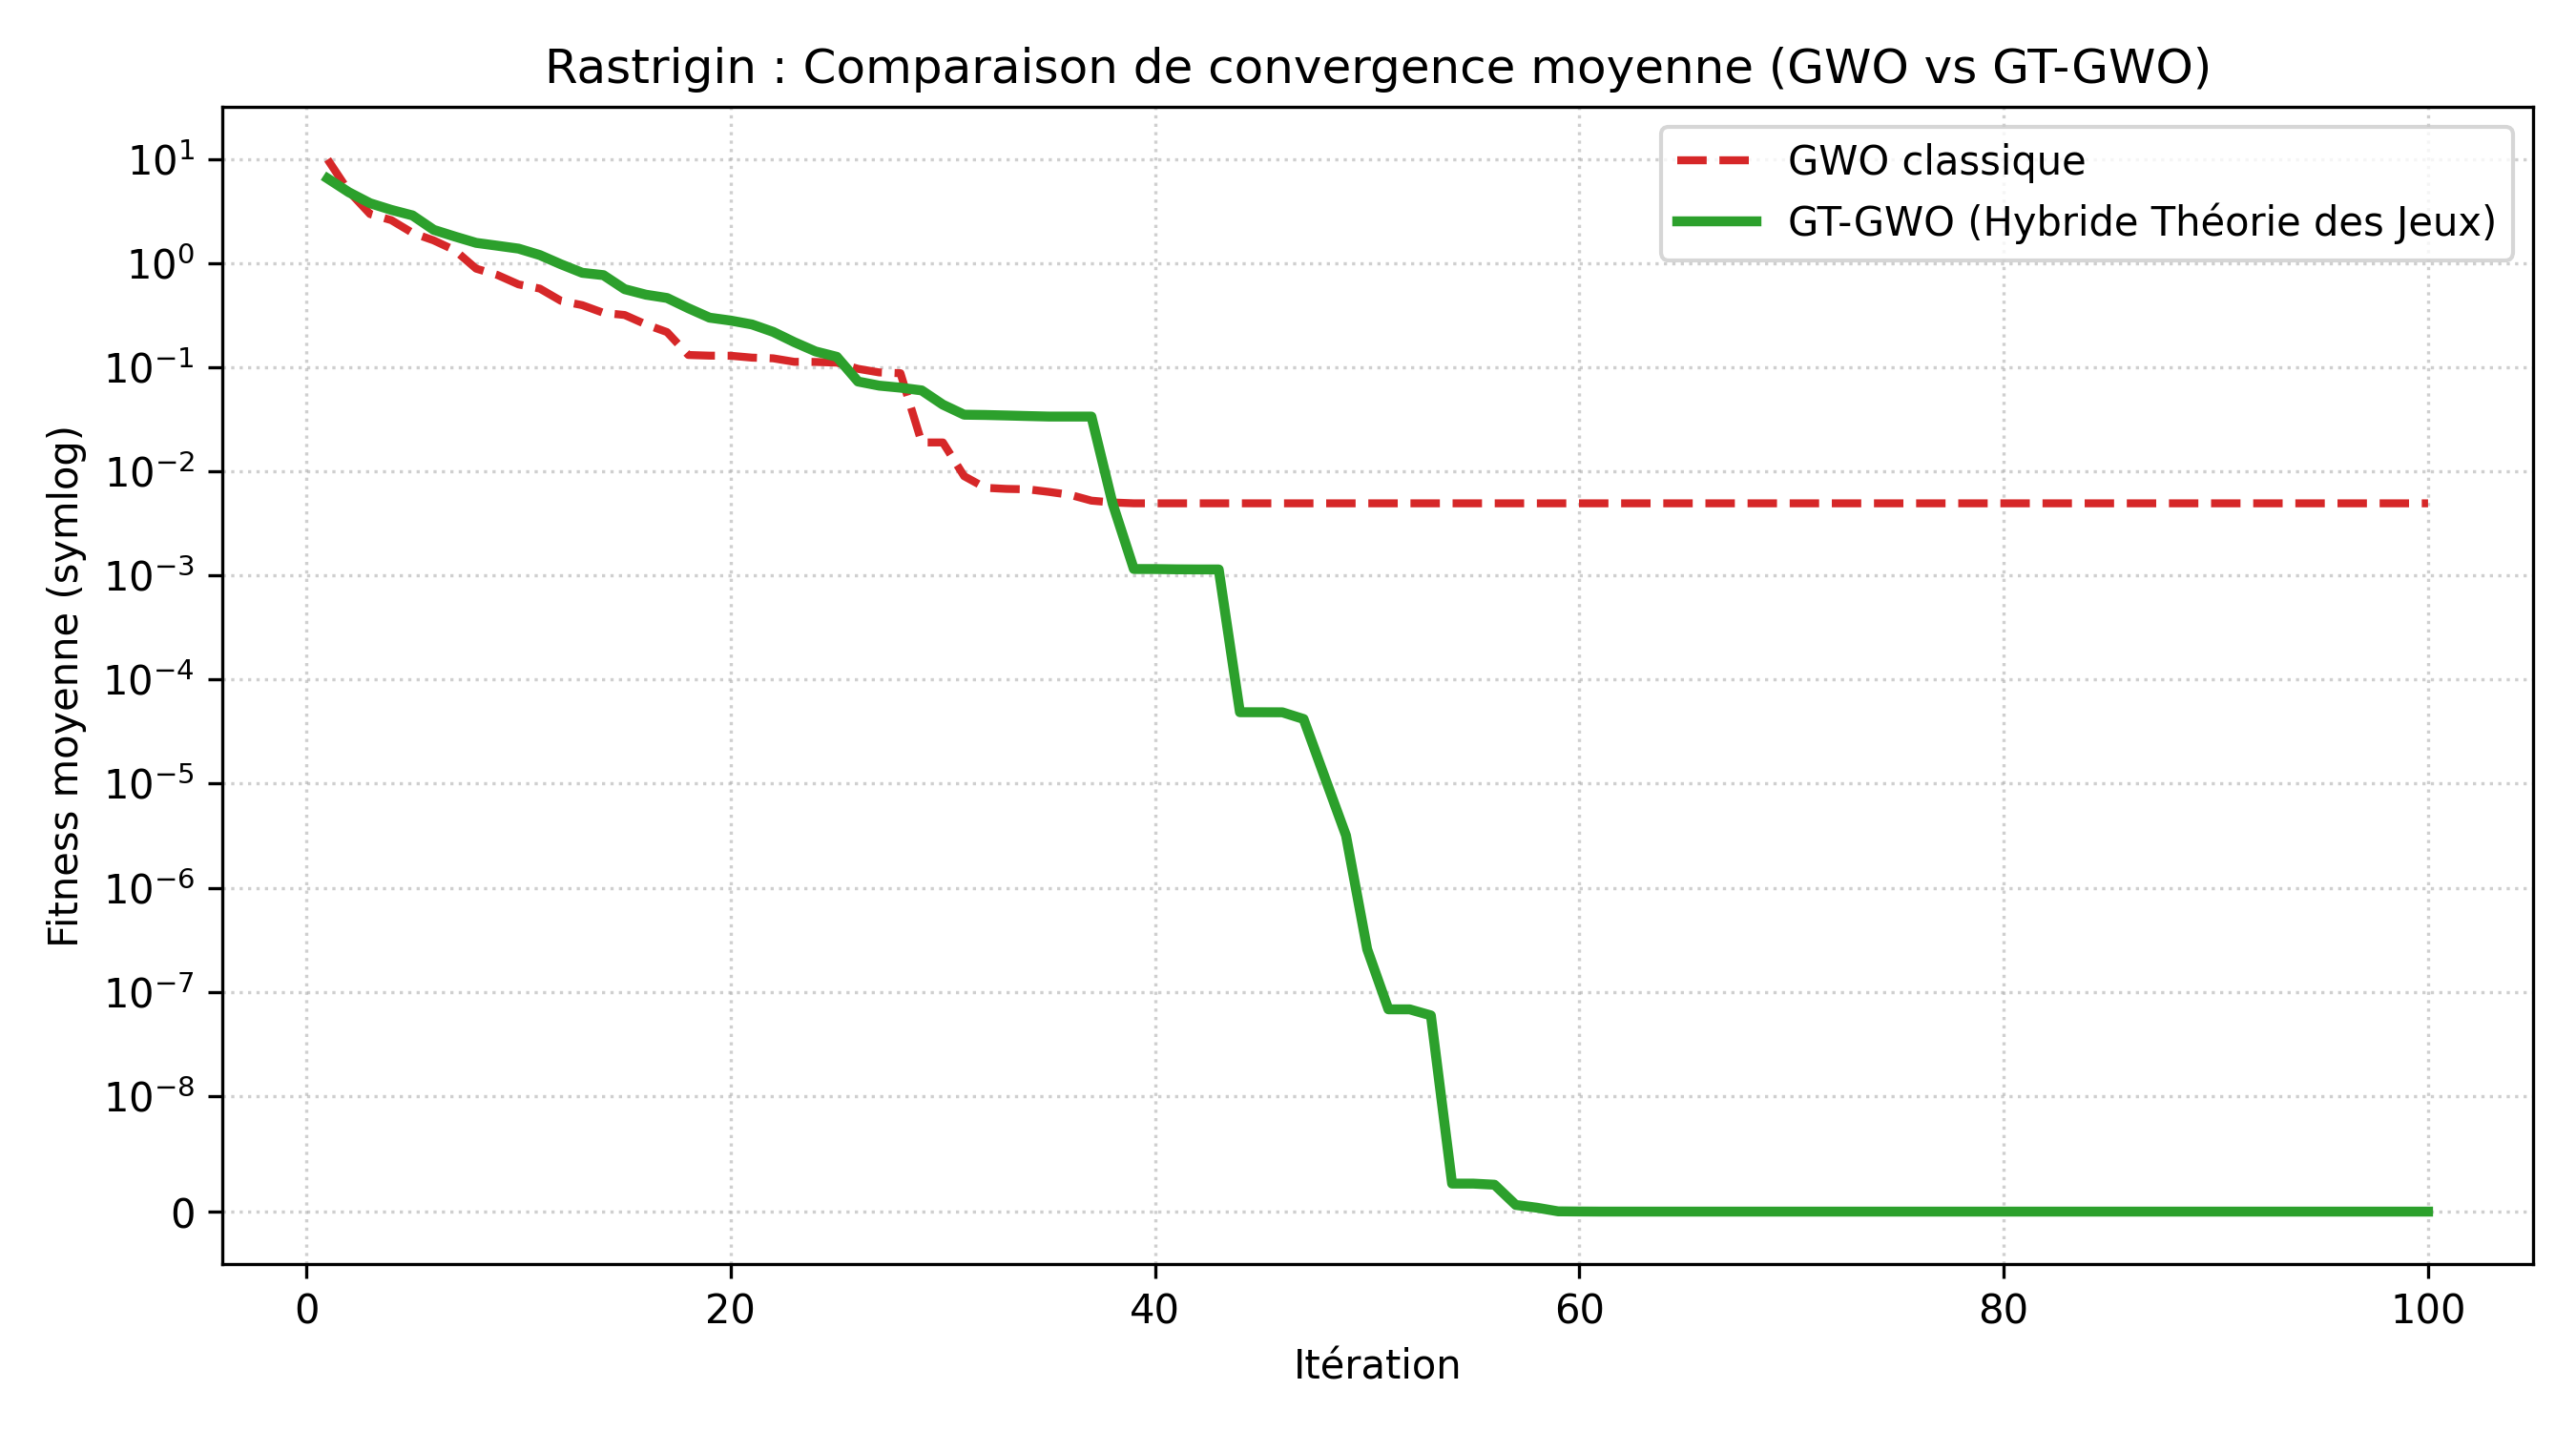 Rastrigin : Comparaison de convergence moyenne (GWO vs GT-GWO)
GWO classique
GT-GWO (Hybride Théorie des Jeux)
Fitness moyenne (symlog)
10¹
10⁰
10⁻¹
10⁻²
10⁻³
10⁻⁴
10⁻⁵
10⁻⁶
10⁻⁷
10⁻⁸
0
0 20 40 60 80 100
Itération